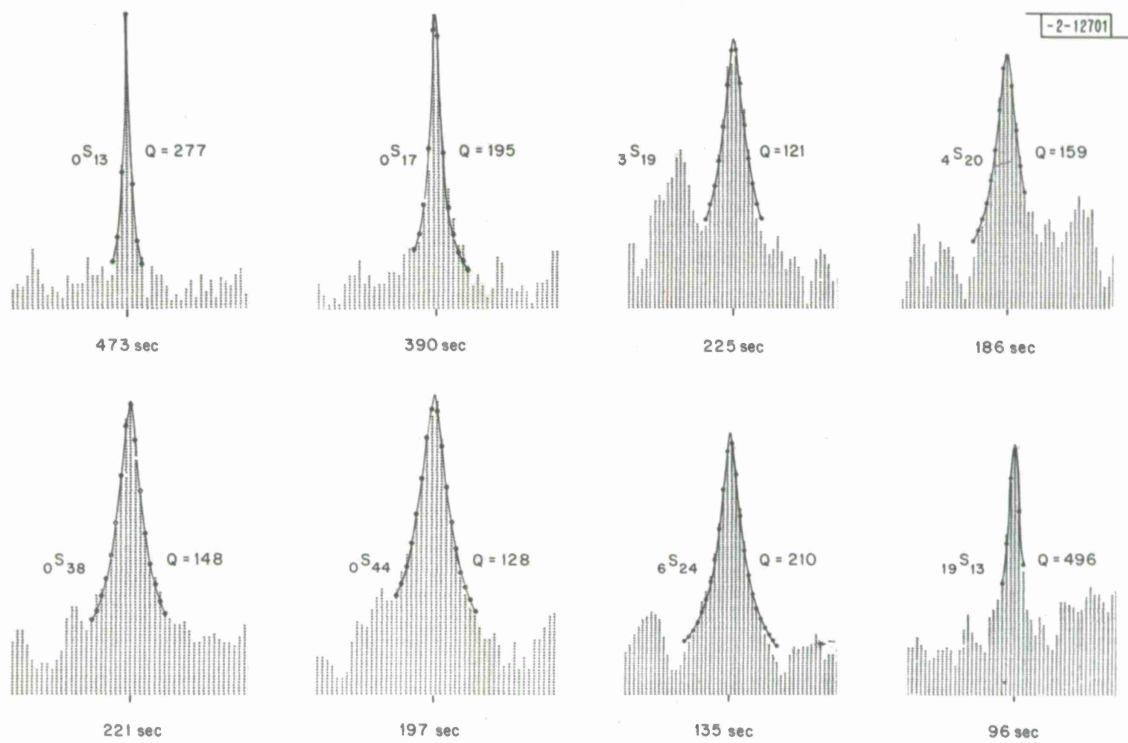 -2-12701
₀S₁₃ Q = 277
₀S₁₇ Q = 195
₃S₁₉ Q = 121
₄S₂₀ Q = 159
473 sec
390 sec
225 sec
186 sec
₀S₃₈ Q = 148
₀S₄₄ Q = 128
₆S₂₄ Q = 210
₁₉S₁₃ Q = 496
221 sec
197 sec
135 sec
96 sec